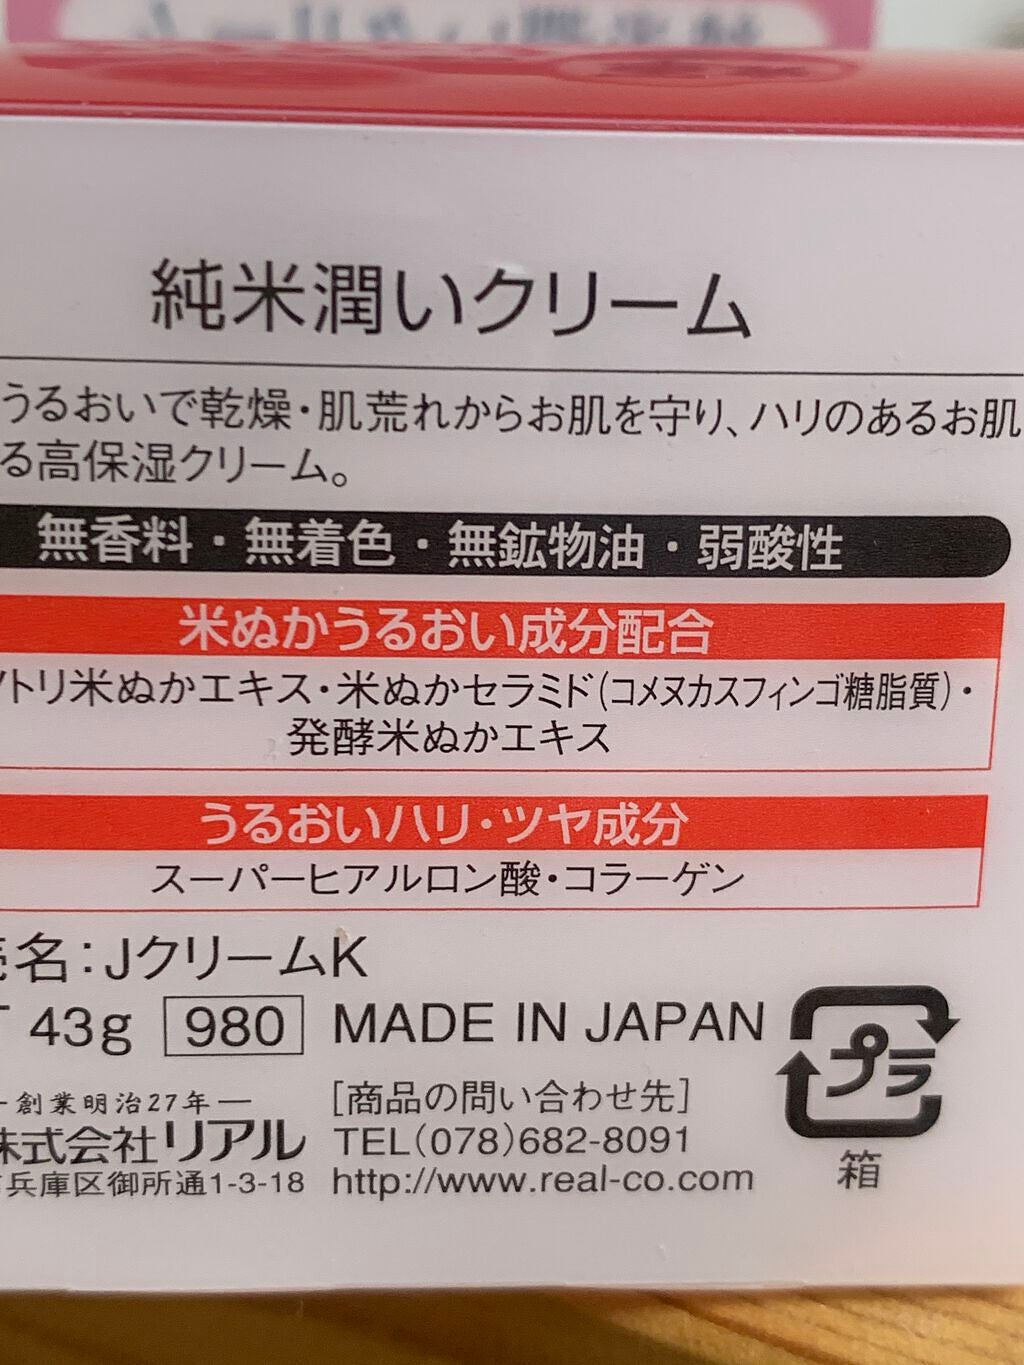 純米潤いクリーム
うるおいで乾燥・肌荒れからお肌を守り、ハリのあるお肌
る高保湿クリーム。
無香料・無着色・無鉱物油・弱酸性
米ぬかうるおい成分配合
トリ米ぬかエキス・米ぬかセラミド(コメヌカスフィンゴ糖脂質)・
発酵米ぬかエキス
うるおいハリ・ツヤ成分
スーパーヒアルロン酸・コラーゲン
名:JクリームK
43g 980 MADE IN JAPAN
プラ
箱
創業明治27年
株式会社リアル
兵庫区御所通1-3-18
[商品の問い合わせ先]
TEL(078)682-8091
http://www.real-co.com